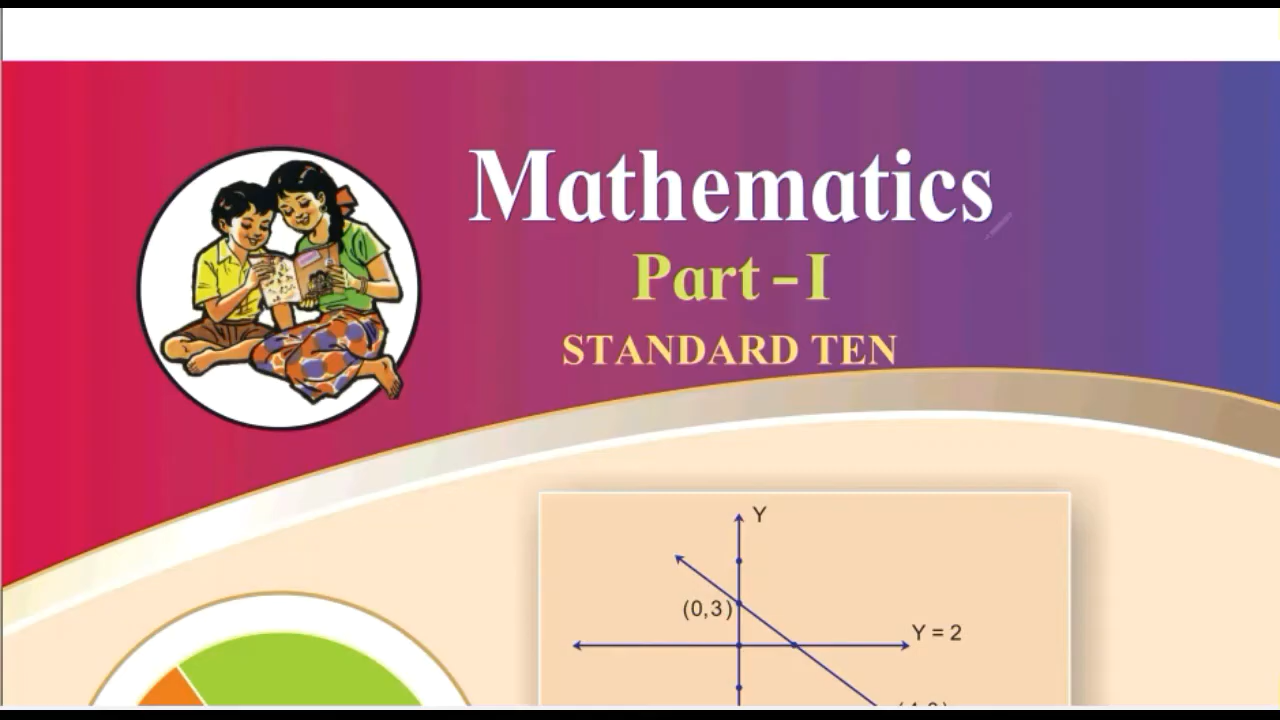 Mathematics
Part - I
STANDARD TEN
Y
(0,3)
Y = 2